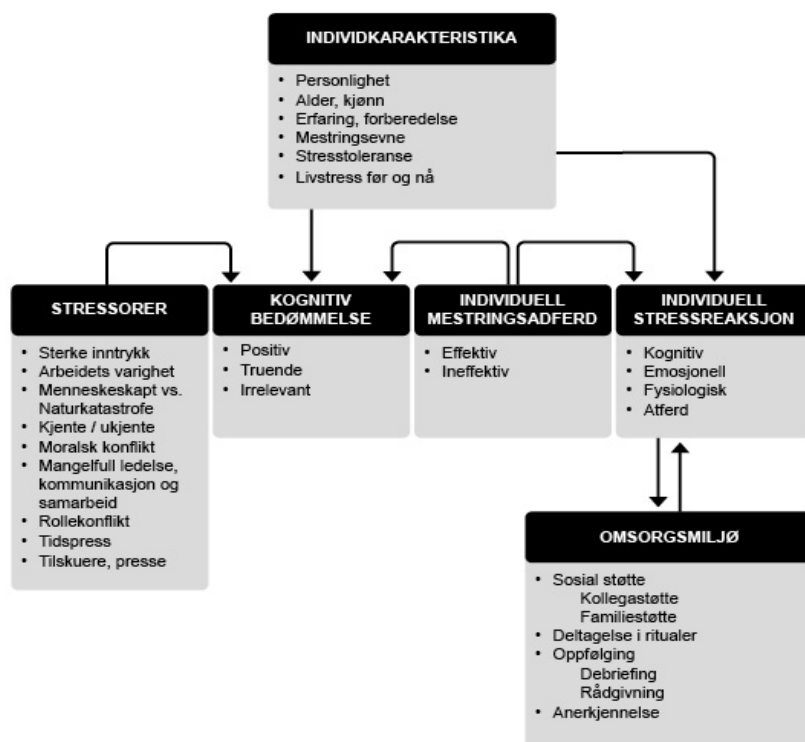 INDIVIDKARAKTERISTIKA
• Personlighet
• Alder, kjønn
• Erfaring, forberedelse
• Mestringsevne
• Stresstoleranse
• Livstress før og nå
STRESSORER
• Sterke inntrykk
• Arbeidets varighet
• Menneskeskapt vs.
Naturkatastrofe
• Kjente / ukjente
• Moralsk konflikt
• Mangelfull ledelse,
kommunikasjon og
samarbeid
• Rollekonflikt
• Tidspress
• Tilskuere, presse
KOGNITIV
BEDØMMELSE
• Positiv
• Truende
• Irrelevant
INDIVIDUELL
MESTRINGSADFERD
• Effektiv
• Ineffektiv
INDIVIDUELL
STRESSREAKSJON
• Kognitiv
• Emosjonell
• Fysiologisk
• Atferd
OMSORGSMILJØ
• Sosial støtte
Kollegastøtte
Familiestøtte
• Deltagelse i ritualer
• Oppfølging
Debriefing
Rådgivning
• Anerkjennelse